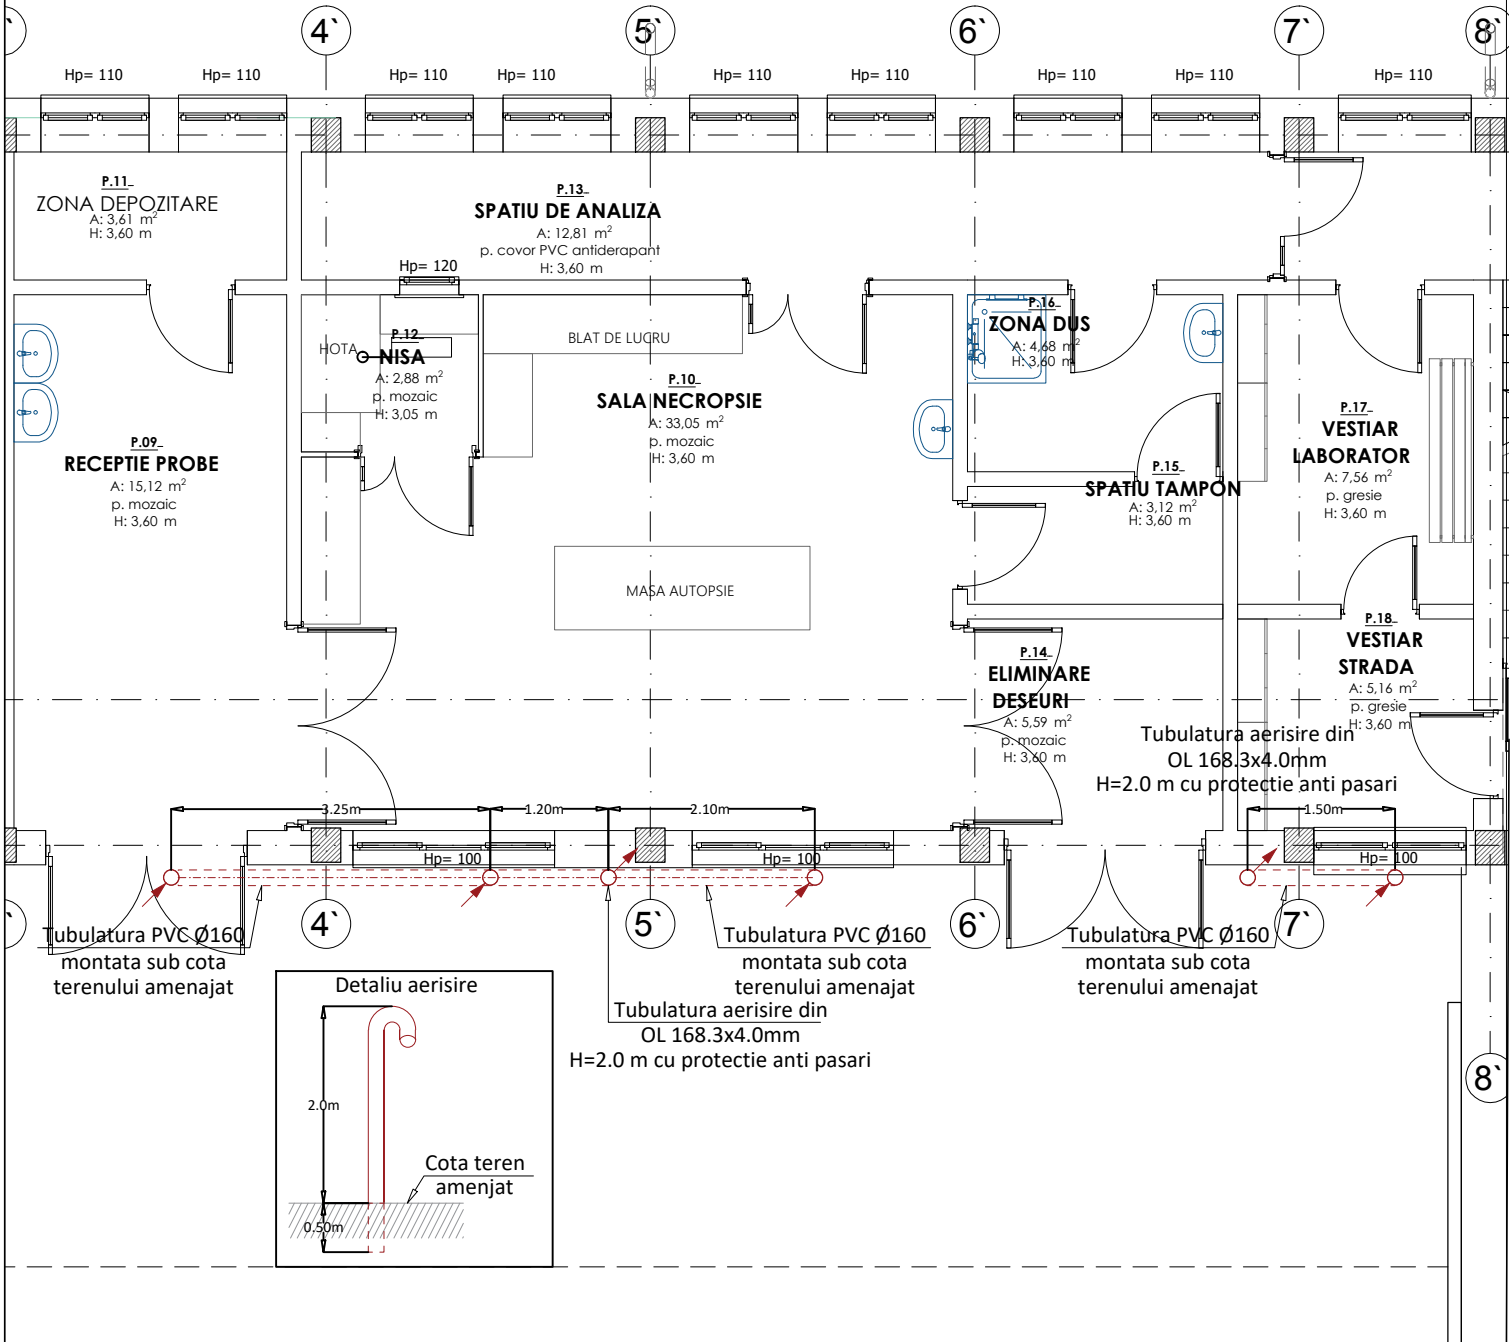 4`
5`
6`
7`
8`
Hp= 110
Hp= 110
Hp= 110
Hp= 110
Hp= 110
Hp= 110
Hp= 110
Hp= 110
Hp= 110
P.11
ZONA DEPOZITARE
A: 3,61 m²
H: 3,60 m
P.13
SPATIU DE ANALIZA
A: 12,81 m²
p. covor PVC antiderapant
H: 3,60 m
Hp= 120
HOTA
P.12
NISA
A: 2,88 m²
p. mozaic
H: 3,05 m
BLAT DE LUCRU
P.10
SALA NECROPSIE
A: 33,05 m²
p. mozaic
H: 3,60 m
P.16
ZONA DUS
A: 4,68 m²
H: 3,60 m
P.09
RECEPTIE PROBE
A: 15,12 m²
p. mozaic
H: 3,60 m
P.15
SPATIU TAMPON
A: 3,12 m²
H: 3,60 m
P.17
VESTIAR
LABORATOR
A: 7,56 m²
p. gresie
H: 3,60 m
MASA AUTOPSIE
P.14
ELIMINARE
DESEURI
A: 5,59 m²
p. mozaic
H: 3,60 m
P.18
VESTIAR
STRADA
A: 5,16 m²
p. gresie
H: 3,60 m
Tubulatura aerisire din
OL 168.3x4.0mm
H=2.0 m cu protectie anti pasari
3.25m
1.20m
2.10m
1.50m
Hp= 100
Hp= 100
Hp= 100
4`
5`
6`
7`
Tubulatura PVC Ø160
montata sub cota
terenului amenajat
Tubulatura PVC Ø160
montata sub cota
terenului amenajat
Tubulatura PVC Ø160
montata sub cota
terenului amenajat
Detaliu aerisire
Tubulatura aerisire din
OL 168.3x4.0mm
H=2.0 m cu protectie anti pasari
8`
2.0m
Cota teren
amenjat
0.50m